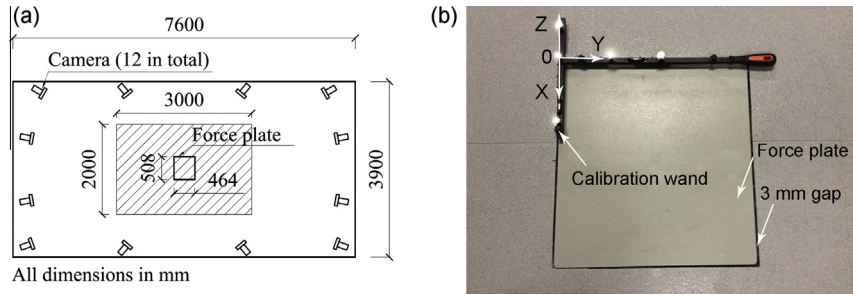 (a)
7600
Camera (12 in total)
3000
Force plate
2000
508
464
3900
All dimensions in mm
(b)
Z
0
Y
X
Calibration wand
Force plate
3 mm gap